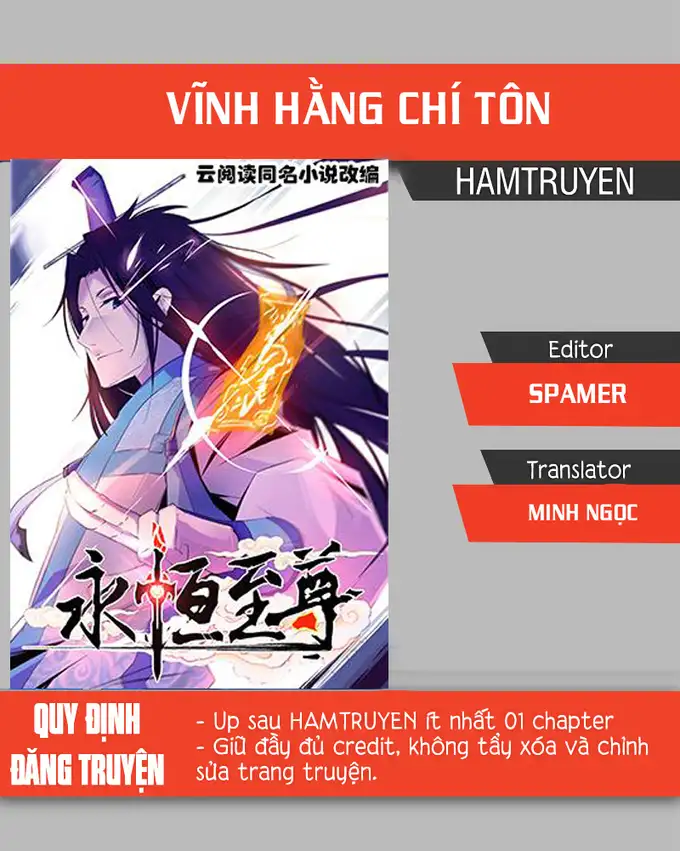 VĨNH HẰNG CHÍ TÔN
HAMTRUYEN
云阅读同名小说改编
Editor
SPAMER
Translator
MINH NGỌC
永恒至尊
QUY ĐỊNH
ĐĂNG TRUYỆN
- Up sau HAMTRUYEN ít nhất 01 chapter
- Giữ đầy đủ credit, không tẩy xóa và chỉnh
sửa trang truyện.